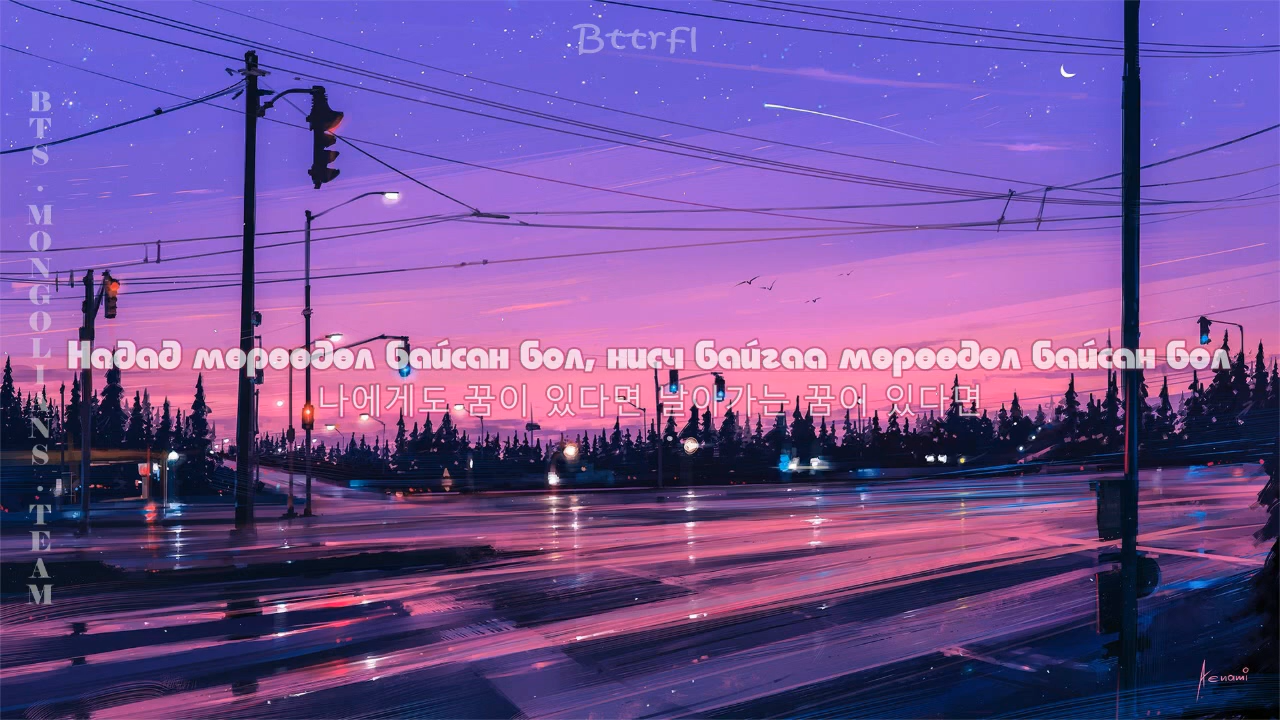 Bttrfl
BTS · MONGOLIANS · TEAM
Надад мөрөөдөл байсан бол, нисч байгаа мөрөөдөл байсан бол
나에게도 꿈이 있다면 날아가는 꿈이 있다면
Aenami